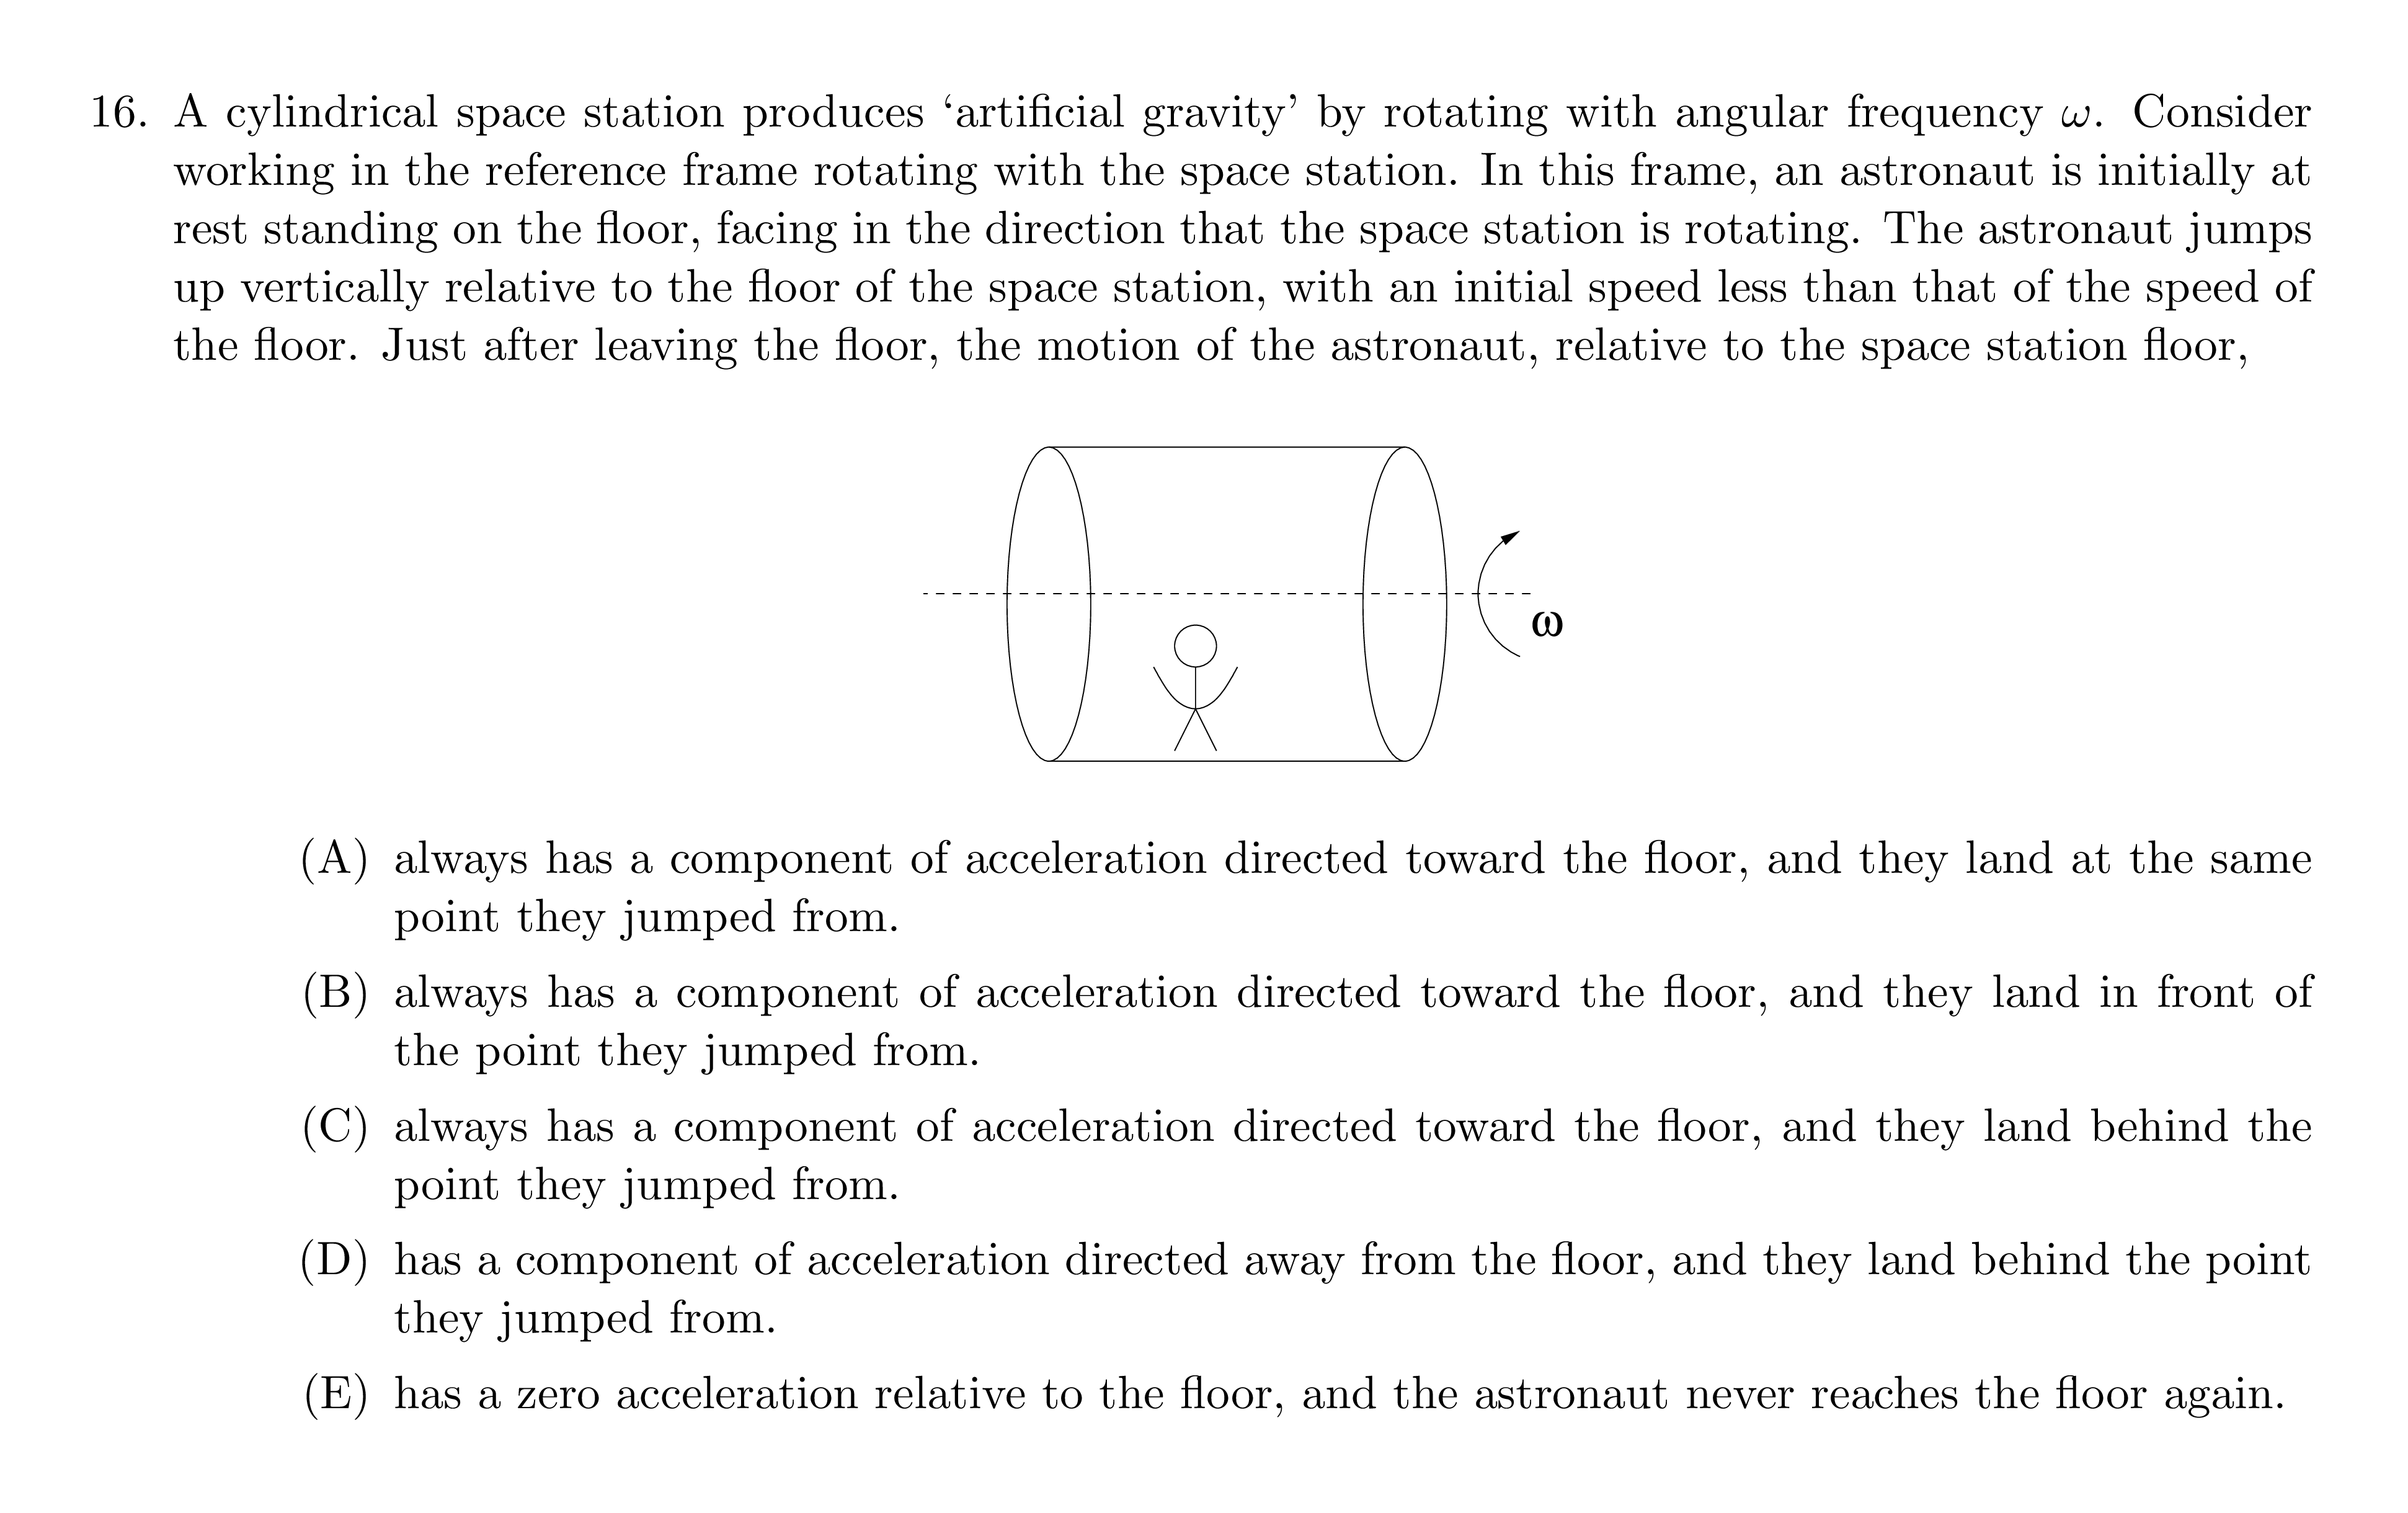 16. A cylindrical space station produces ‘artificial gravity’ by rotating with angular frequency ω. Consider
working in the reference frame rotating with the space station. In this frame, an astronaut is initially at
rest standing on the floor, facing in the direction that the space station is rotating. The astronaut jumps
up vertically relative to the floor of the space station, with an initial speed less than that of the speed of
the floor. Just after leaving the floor, the motion of the astronaut, relative to the space station floor,
ω
(A) always has a component of acceleration directed toward the floor, and they land at the same
point they jumped from.
(B) always has a component of acceleration directed toward the floor, and they land in front of
the point they jumped from.
(C) always has a component of acceleration directed toward the floor, and they land behind the
point they jumped from.
(D) has a component of acceleration directed away from the floor, and they land behind the point
they jumped from.
(E) has a zero acceleration relative to the floor, and the astronaut never reaches the floor again.